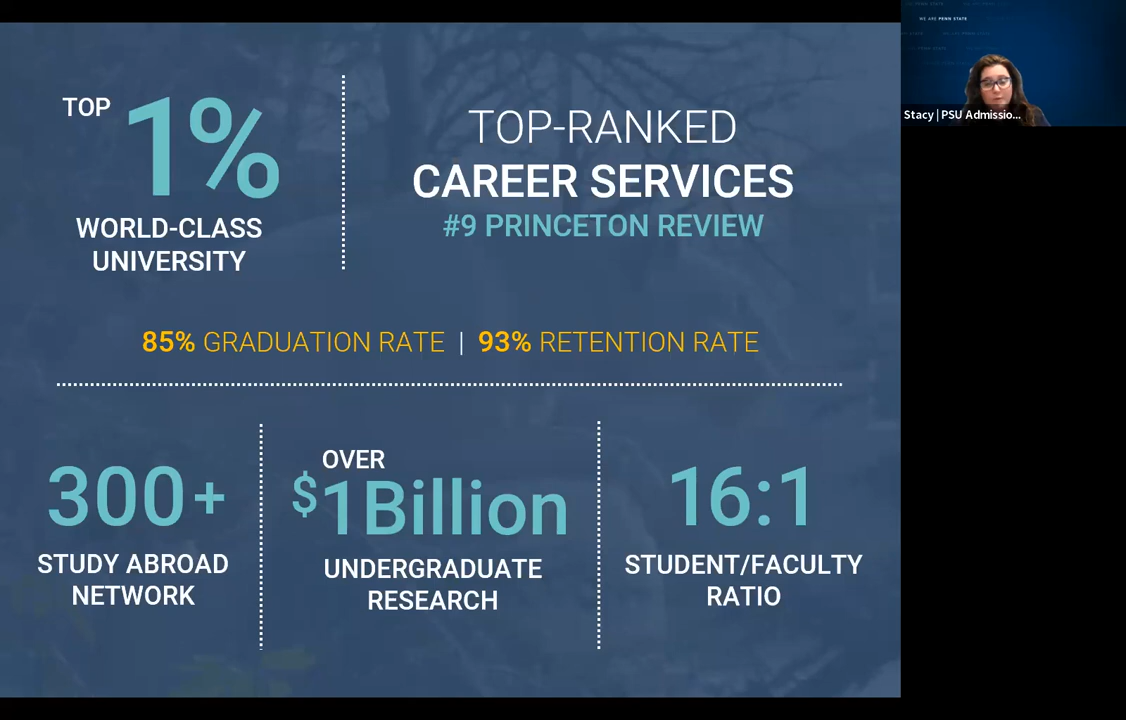 TOP
1%
WORLD-CLASS
UNIVERSITY
TOP-RANKED
CAREER SERVICES
#9 PRINCETON REVIEW
85% GRADUATION RATE | 93% RETENTION RATE
300+
STUDY ABROAD
NETWORK
OVER
$1Billion
UNDERGRADUATE
RESEARCH
16:1
STUDENT/FACULTY
RATIO
WE ARE PENN STATE
Stacy | PSU Admissio...